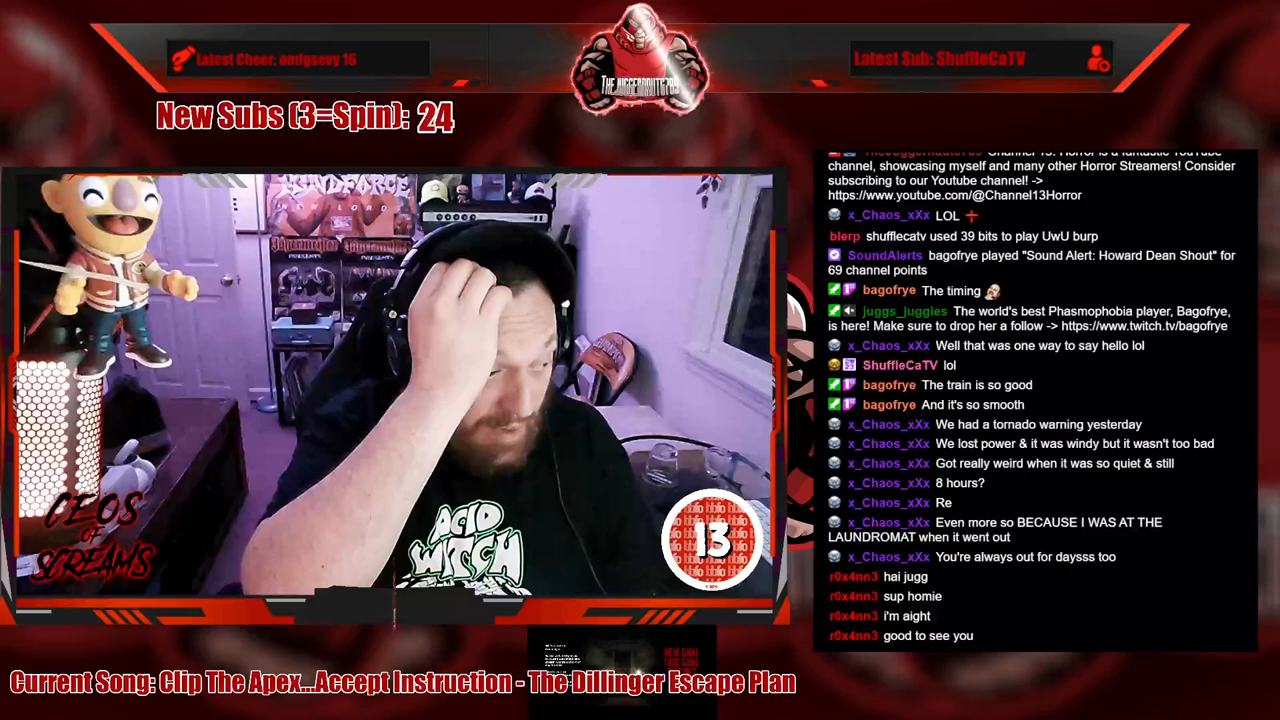 Latest Cheer: omfgsevy 16
THEJUGGERNAUT6789
Latest Sub: ShuffleCaTV
New Subs (3=Spin): 24
channel, showcasing myself and many other Horror Streamers! Consider
subscribing to our Youtube channel! ->
https://www.youtube.com/@Channel13Horror
x_Chaos_xXx LOL
blerp shufflecatv used 39 bits to play UwU burp
SoundAlerts bagofrye played "Sound Alert: Howard Dean Shout" for
69 channel points
bagofrye The timing
juggs_juggles The world's best Phasmophobia player, Bagofrye,
is here! Make sure to drop her a follow -> https://www.twitch.tv/bagofrye
x_Chaos_xXx Well that was one way to say hello lol
ShuffleCaTV lol
bagofrye The train is so good
bagofrye And it's so smooth
x_Chaos_xXx We had a tornado warning yesterday
x_Chaos_xXx We lost power & it was windy but it wasn't too bad
x_Chaos_xXx Got really weird when it was so quiet & still
x_Chaos_xXx 8 hours?
x_Chaos_xXx Re
x_Chaos_xXx Even more so BECAUSE I WAS AT THE
LAUNDROMAT when it went out
x_Chaos_xXx You're always out for daysss too
r0x4nn3 hai jugg
r0x4nn3 sup homie
r0x4nn3 i'm aight
r0x4nn3 good to see you
MINDFORCE
NEW LORDS
Jägermeister
PRESENTS
Jägermeister
PRESENTS
CEOS
OF
SCREAMS
ACID
WITCH
13
Current Song: Clip The Apex...Accept Instruction - The Dillinger Escape Plan